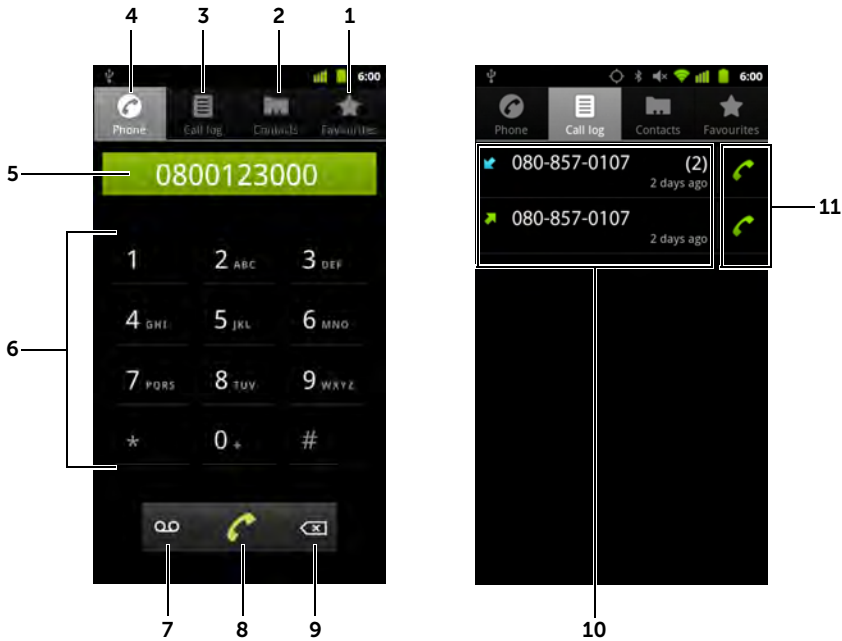 4 3 2 1
6:00
Phone Call log Contacts Favourites
5
0800123000
6
1 2 ABC 3 DEF
4 GHI 5 JKL 6 MNO
7 PQRS 8 TUV 9 WXYZ
* 0 + #
7 8 9
6:00
Phone Call log Contacts Favourites
080-857-0107 (2)
2 days ago
080-857-0107
2 days ago
11
10